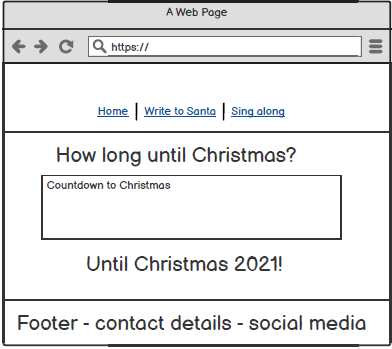 A Web Page
https://
Home | Write to Santa | Sing along
How long until Christmas?
Countdown to Christmas
Until Christmas 2021!
Footer - contact details - social media